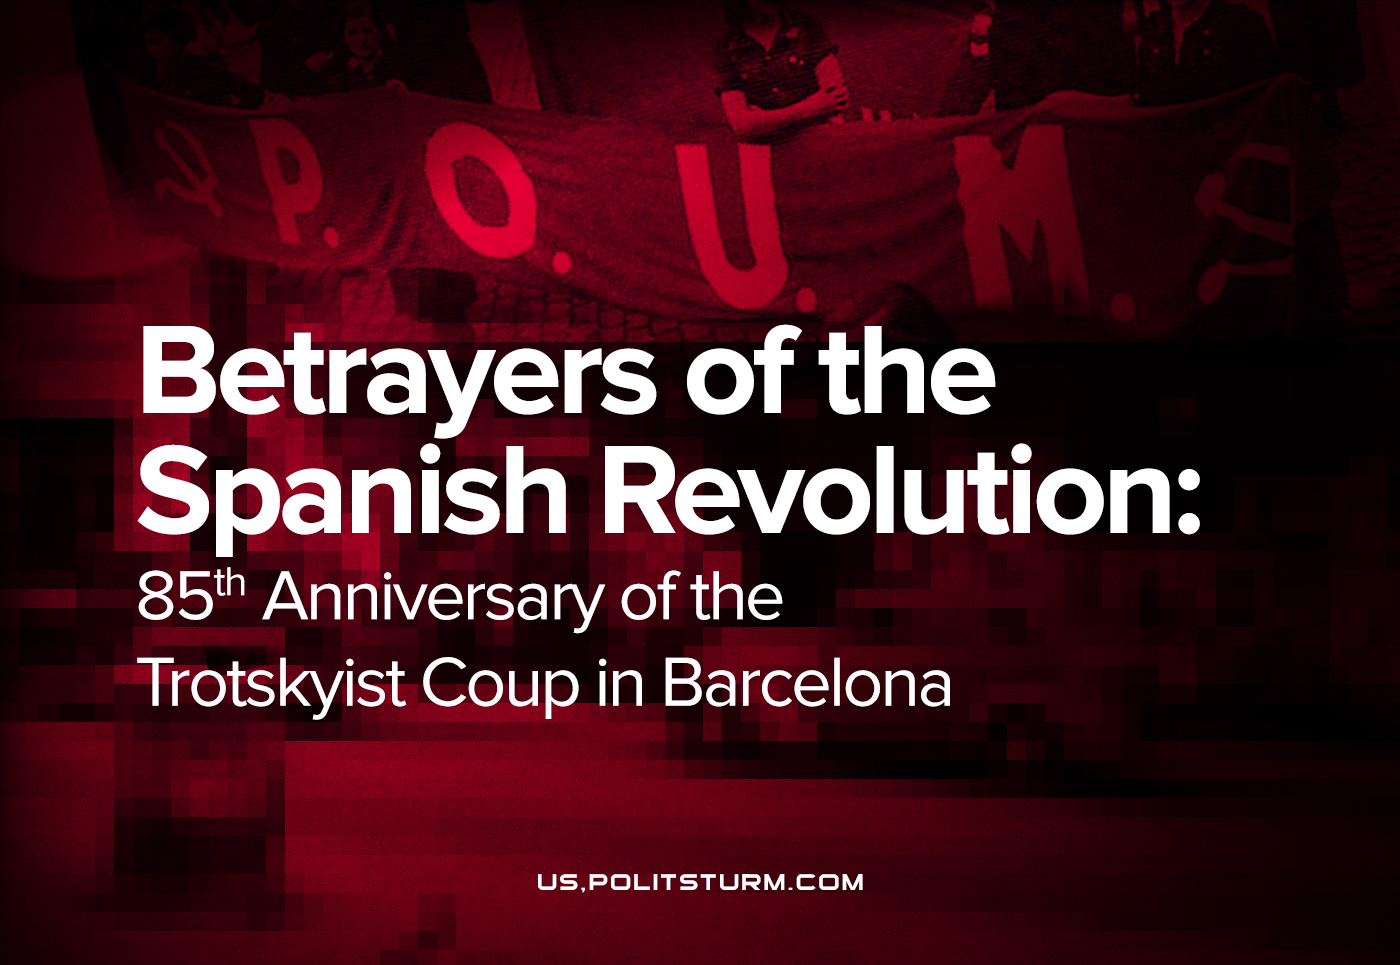 P.O.U.M.
Betrayers of the
Spanish Revolution:
85th Anniversary of the
Trotskyist Coup in Barcelona
US.POLITSTURM.COM